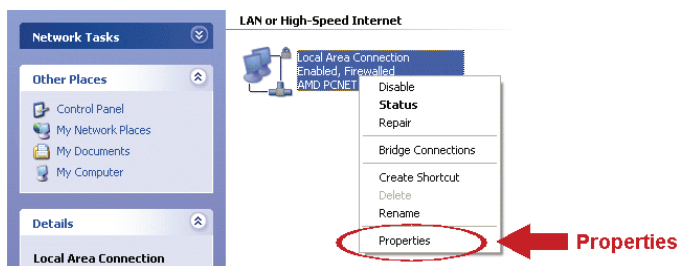 Network Tasks
Other Places
Control Panel
My Network Places
My Documents
My Computer
Details
Local Area Connection
LAN or High-Speed Internet
Local Area Connection
Enabled, Firewalled
AMD PCNET
Disable
Status
Repair
Bridge Connections
Create Shortcut
Delete
Rename
Properties
Properties